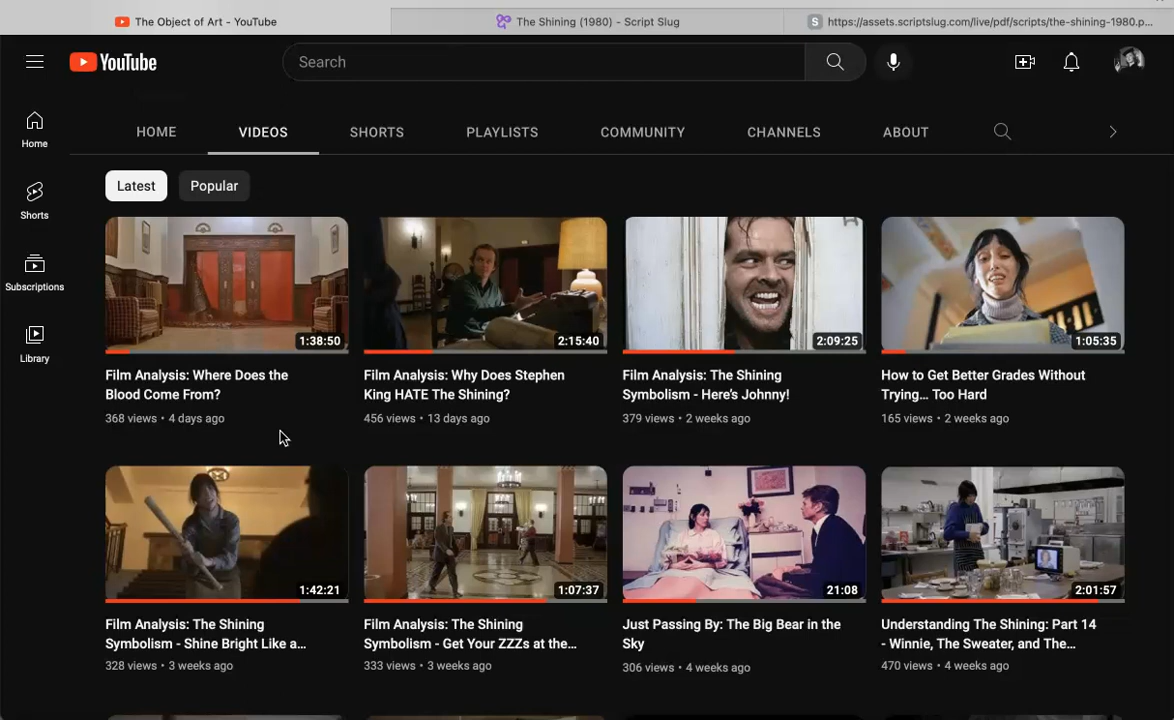 The Object of Art - YouTube
The Shining (1980) - Script Slug
S https://assets.scriptslug.com/live/pdf/scripts/the-shining-1980.p...
YouTube
Search
Home
Shorts
Subscriptions
Library
HOME VIDEOS SHORTS PLAYLISTS COMMUNITY CHANNELS ABOUT
Latest Popular
1:38:50
Film Analysis: Where Does the
Blood Come From?
368 views • 4 days ago
2:15:40
Film Analysis: Why Does Stephen
King HATE The Shining?
456 views • 13 days ago
2:09:25
Film Analysis: The Shining
Symbolism - Here's Johnny!
379 views • 2 weeks ago
1:05:35
How to Get Better Grades Without
Trying... Too Hard
165 views • 2 weeks ago
1:42:21
Film Analysis: The Shining
Symbolism - Shine Bright Like a...
328 views • 3 weeks ago
1:07:37
Film Analysis: The Shining
Symbolism - Get Your ZZZs at the...
333 views • 3 weeks ago
21:08
Just Passing By: The Big Bear in the
Sky
306 views • 4 weeks ago
2:01:57
Understanding The Shining: Part 14
- Winnie, The Sweater, and The...
470 views • 4 weeks ago